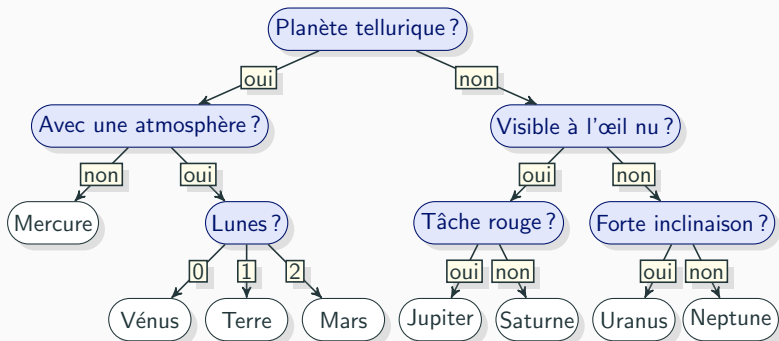 Planète tellurique ?
oui
non
Avec une atmosphère ?
Visible à l'œil nu ?
non
oui
oui
non
Mercure
Lunes ?
Tâche rouge ?
Forte inclinaison ?
0
1
2
oui
non
oui
non
Vénus
Terre
Mars
Jupiter
Saturne
Uranus
Neptune